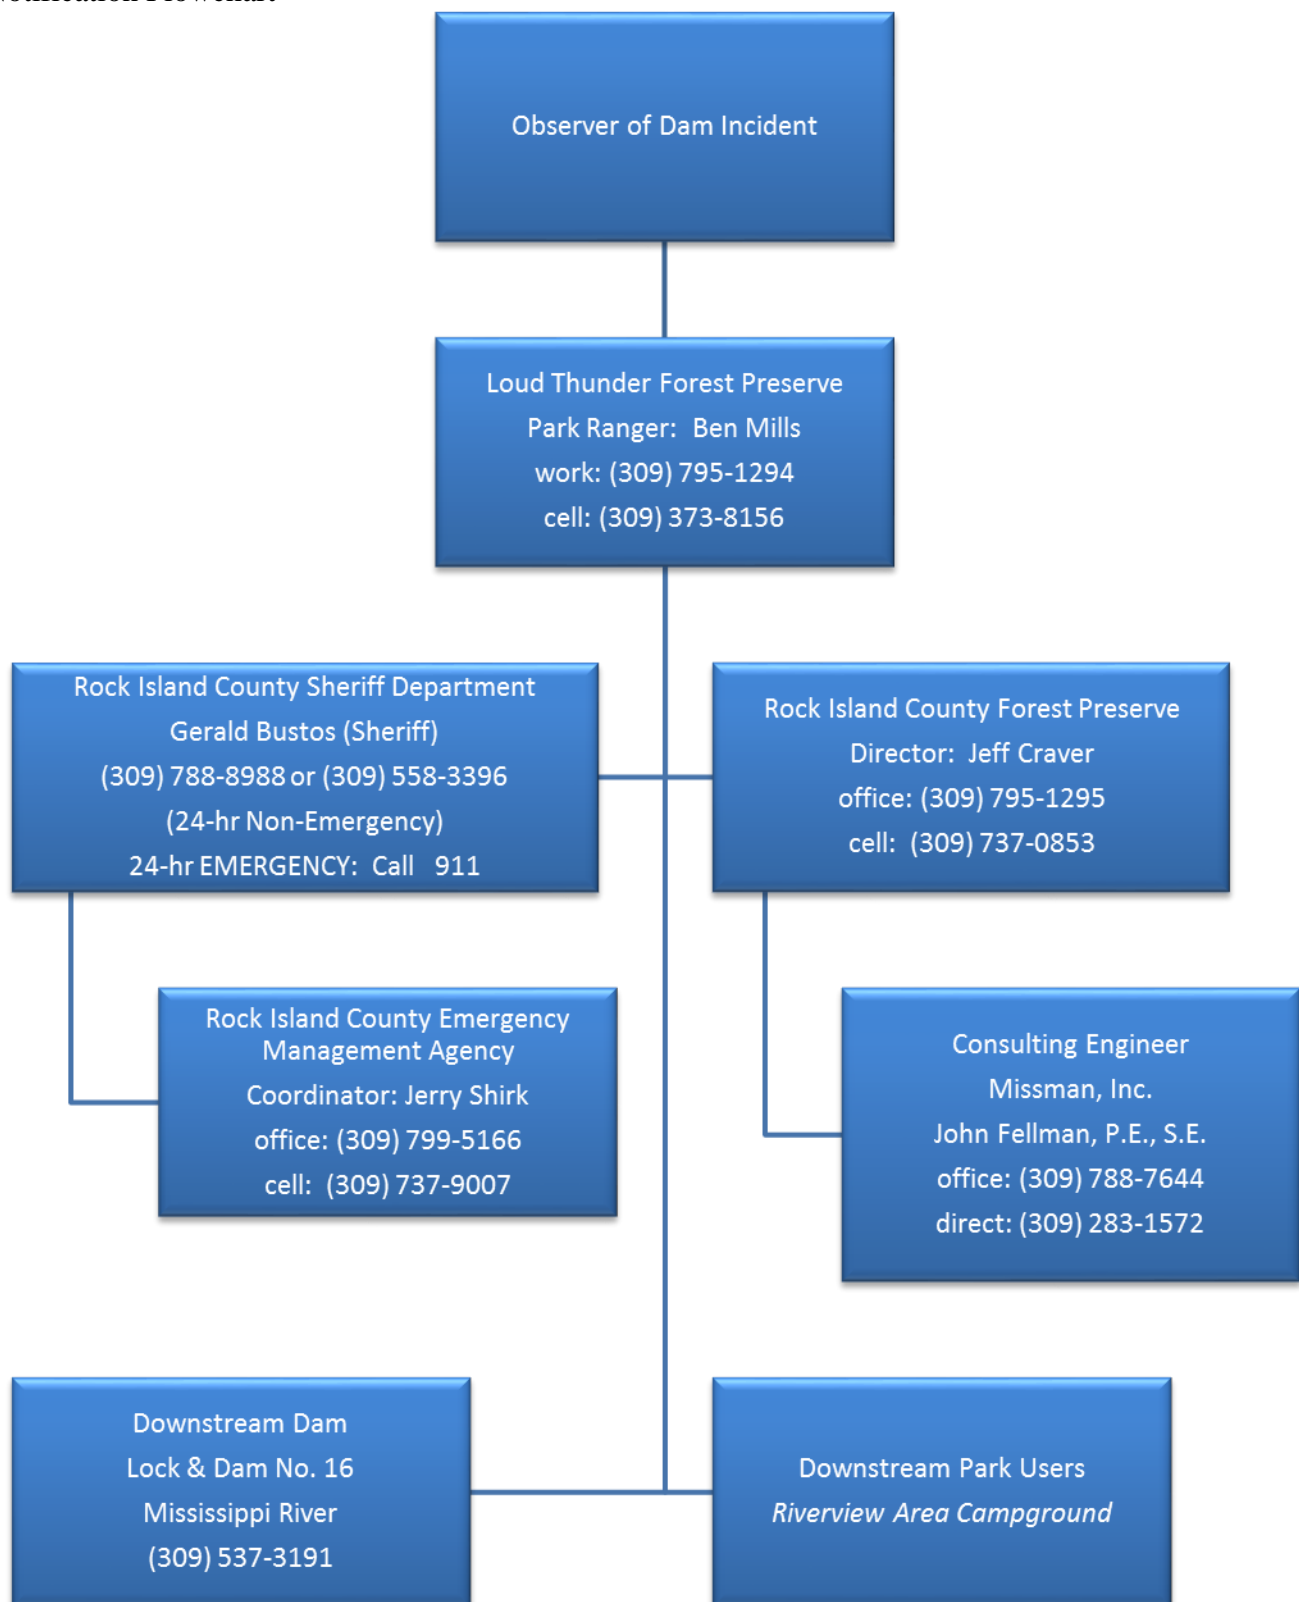 Notification Flowchart
Observer of Dam Incident
Loud Thunder Forest Preserve
Park Ranger:  Ben Mills
work: (309) 795-1294
cell: (309) 373-8156
Rock Island County Sheriff Department
Gerald Bustos (Sheriff)
(309) 788-8988 or (309) 558-3396
(24-hr Non-Emergency)
24-hr EMERGENCY:  Call   911
Rock Island County Forest Preserve
Director:  Jeff Craver
office: (309) 795-1295
cell:  (309) 737-0853
Rock Island County Emergency
Management Agency
Coordinator: Jerry Shirk
office: (309) 799-5166
cell:  (309) 737-9007
Consulting Engineer
Missman, Inc.
John Fellman, P.E., S.E.
office: (309) 788-7644
direct: (309) 283-1572
Downstream Dam
Lock & Dam No. 16
Mississippi River
(309) 537-3191
Downstream Park Users
Riverview Area Campground